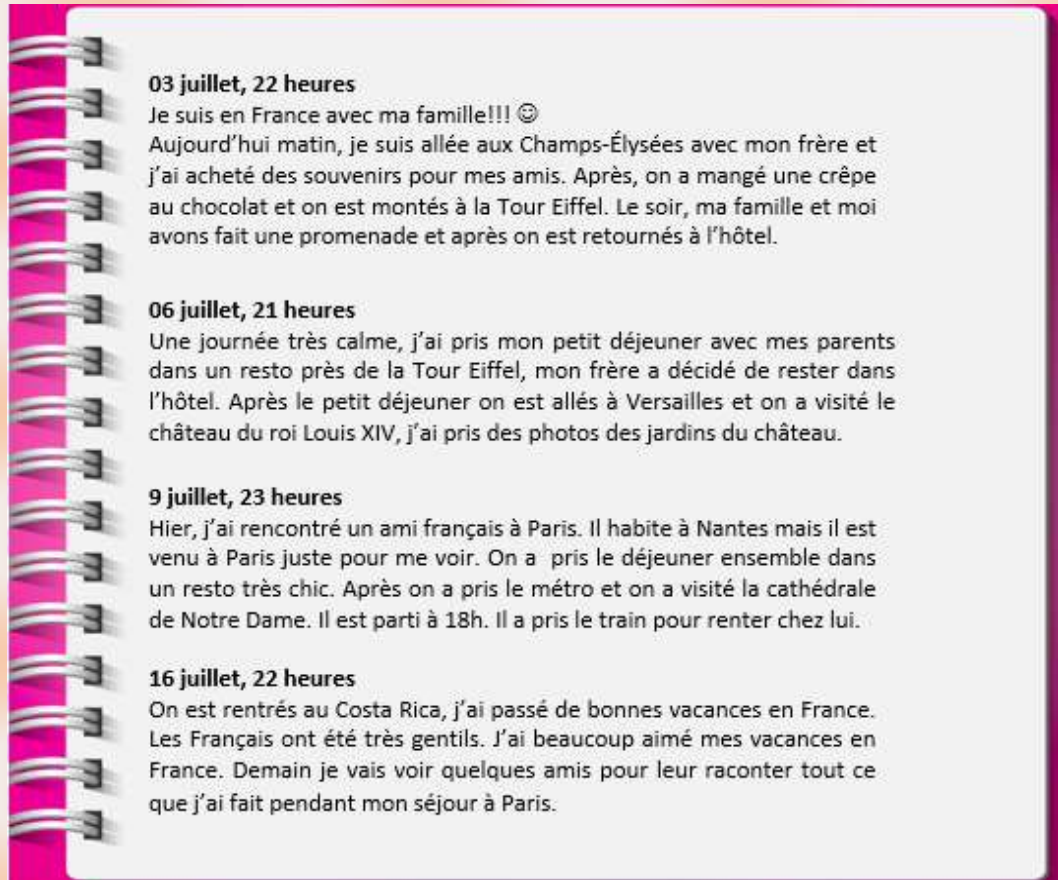 03 juillet, 22 heures
Je suis en France avec ma famille!!! ☺
Aujourd’hui matin, je suis allée aux Champs-Élysées avec mon frère et
j’ai acheté des souvenirs pour mes amis. Après, on a mangé une crêpe
au chocolat et on est montés à la Tour Eiffel. Le soir, ma famille et moi
avons fait une promenade et après on est retournés à l’hôtel.
06 juillet, 21 heures
Une journée très calme, j’ai pris mon petit déjeuner avec mes parents
dans un resto près de la Tour Eiffel, mon frère a décidé de rester dans
l’hôtel. Après le petit déjeuner on est allés à Versailles et on a visité le
château du roi Louis XIV, j’ai pris des photos des jardins du château.
9 juillet, 23 heures
Hier, j’ai rencontré un ami français à Paris. Il habite à Nantes mais il est
venu à Paris juste pour me voir. On a pris le déjeuner ensemble dans
un resto très chic. Après on a pris le métro et on a visité la cathédrale
de Notre Dame. Il est parti à 18h. Il a pris le train pour renter chez lui.
16 juillet, 22 heures
On est rentrés au Costa Rica, j’ai passé de bonnes vacances en France.
Les Français ont été très gentils. J’ai beaucoup aimé mes vacances en
France. Demain je vais voir quelques amis pour leur raconter tout ce
que j’ai fait pendant mon séjour à Paris.